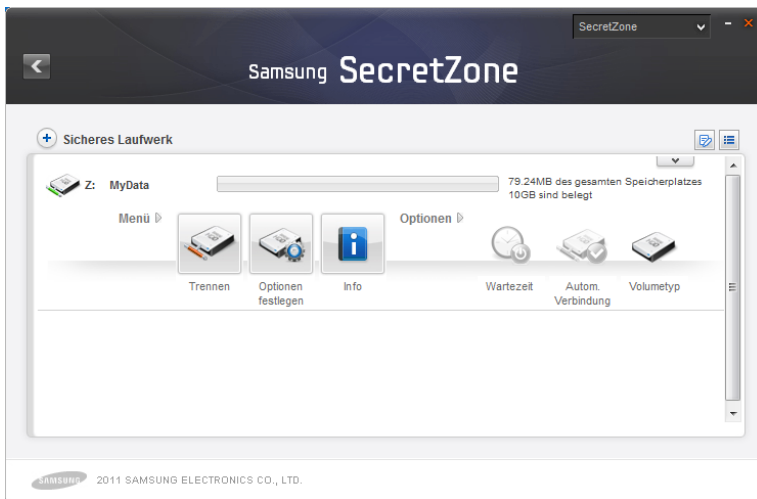 SecretZone
Samsung SecretZone
Sicheres Laufwerk
Z: MyData
79.24MB des gesamten Speicherplatzes
10GB sind belegt
Menü
Optionen
Trennen
Optionen
festlegen
Info
Wartezeit
Autom.
Verbindung
Volumetyp
SAMSUNG 2011 SAMSUNG ELECTRONICS CO., LTD.